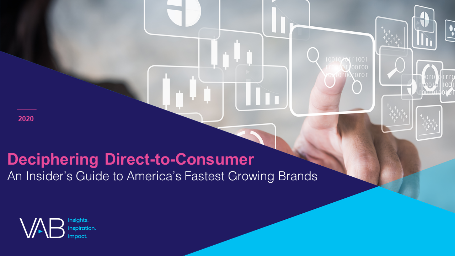 2020
Deciphering Direct-to-Consumer
An Insider's Guide to America's Fastest Growing Brands
VAB
insights.
inspiration.
impact.